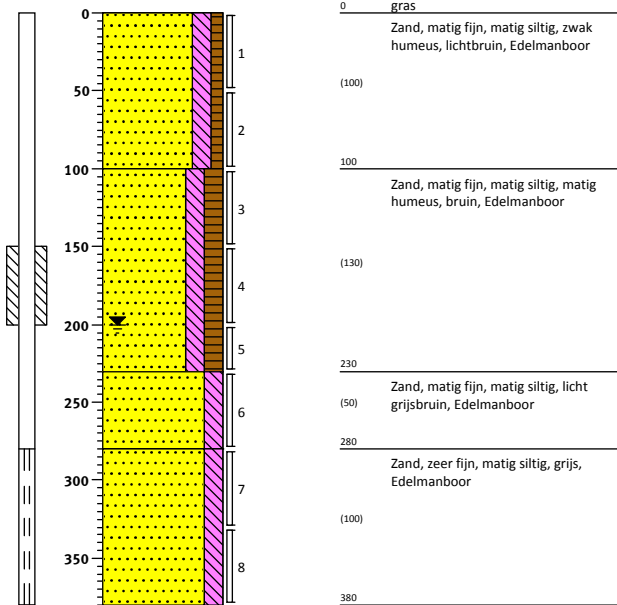 0
50
100
150
200
250
300
350
1
2
3
4
5
6
7
8
0
gras
Zand, matig fijn, matig siltig, zwak
humeus, lichtbruin, Edelmanboor
(100)
100
Zand, matig fijn, matig siltig, matig
humeus, bruin, Edelmanboor
(130)
230
Zand, matig fijn, matig siltig, licht
grijsbruin, Edelmanboor
(50)
280
Zand, zeer fijn, matig siltig, grijs,
Edelmanboor
(100)
380